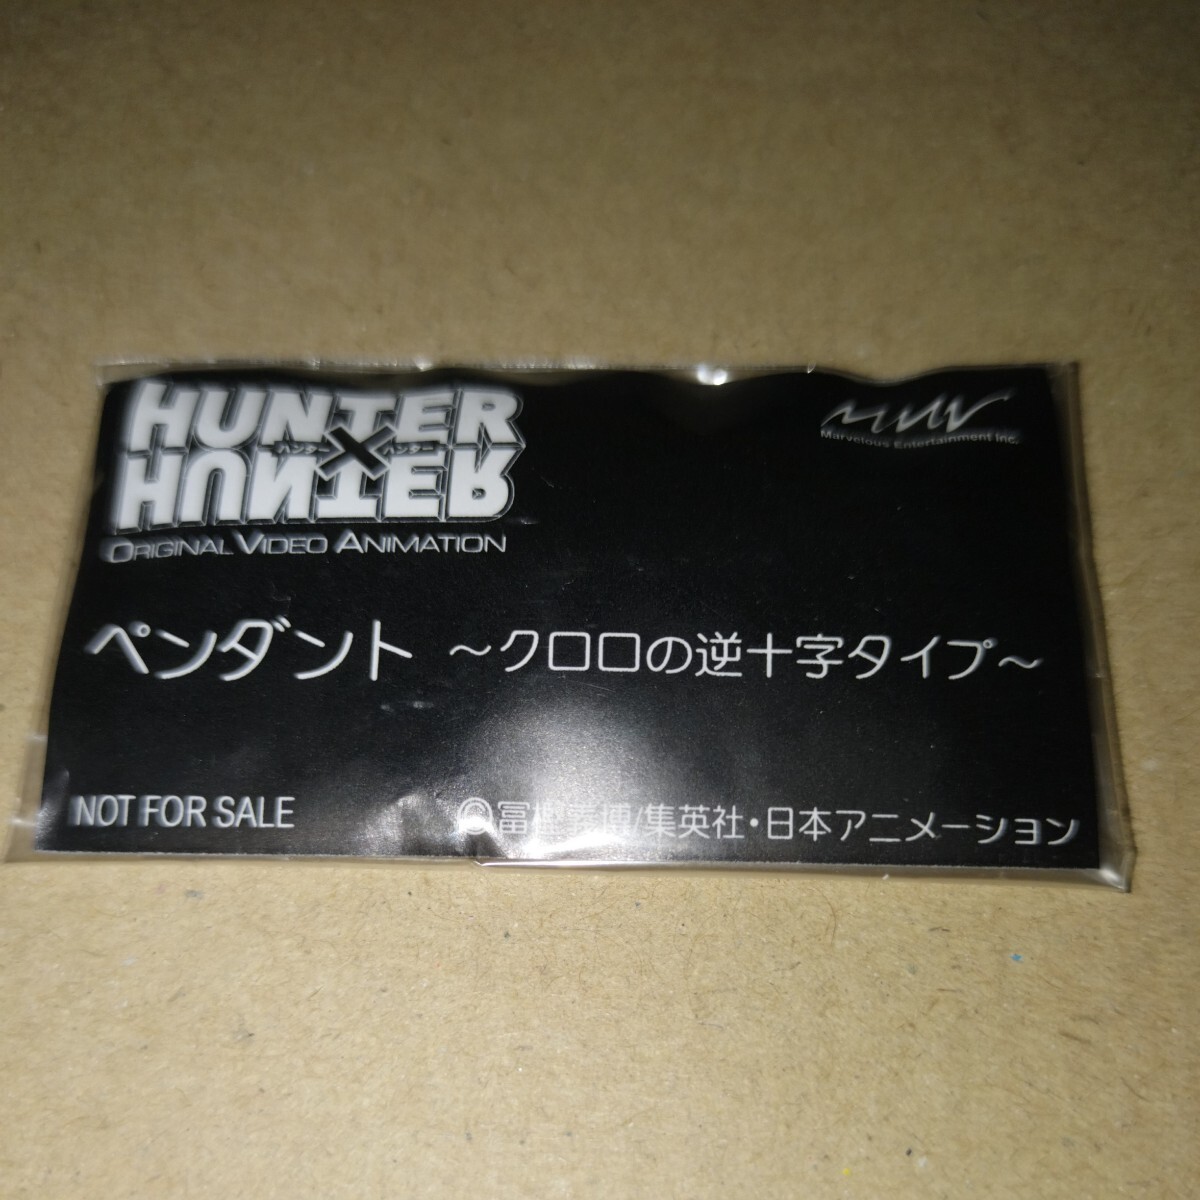 HUNTER
ハンター×ハンター
HUNTER
ORIGINAL VIDEO ANIMATION
Marvelous Entertainment Inc.
ペンダント ～クロロの逆十字タイプ～
NOT FOR SALE
©冨樫義博/集英社・日本アニメーション